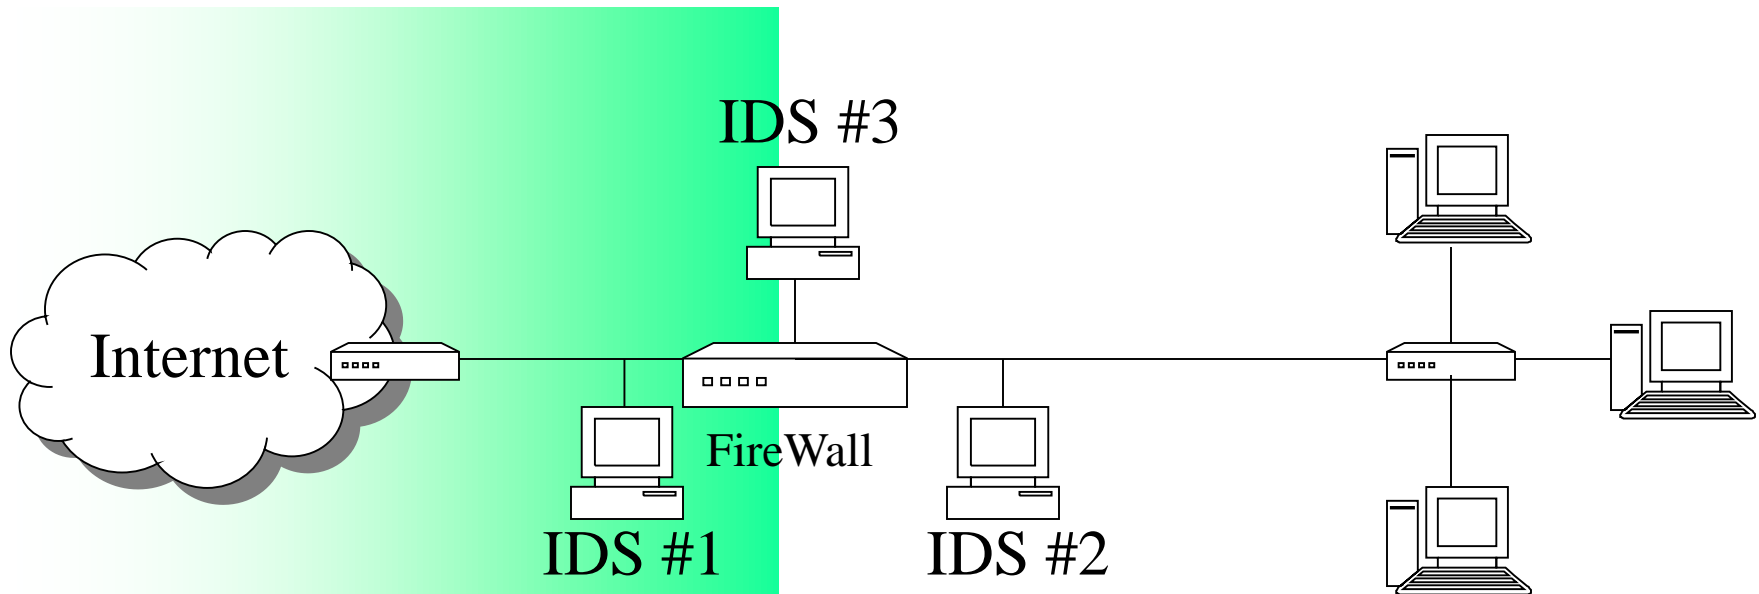 IDS #3
Internet
FireWall
IDS #1
IDS #2